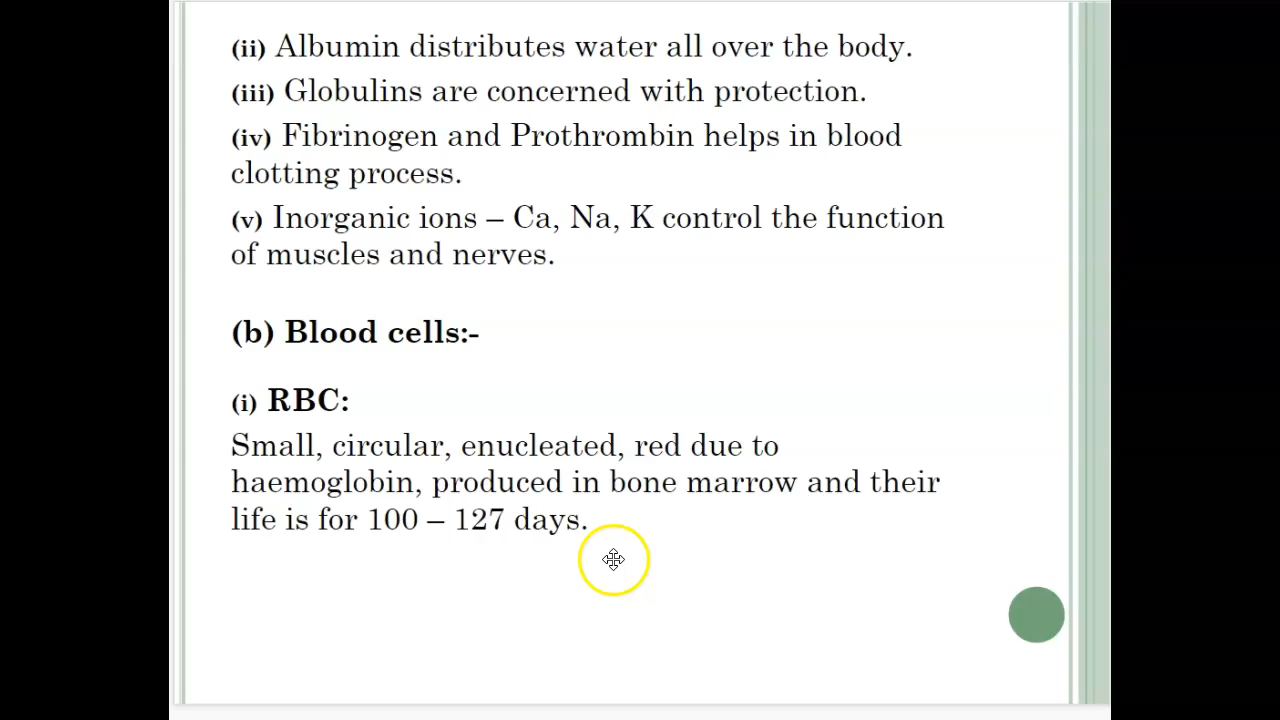 (ii) Albumin distributes water all over the body.
(iii) Globulins are concerned with protection.
(iv) Fibrinogen and Prothrombin helps in blood
clotting process.
(v) Inorganic ions – Ca, Na, K control the function
of muscles and nerves.
(b) Blood cells:-
(i) RBC:
Small, circular, enucleated, red due to
haemoglobin, produced in bone marrow and their
life is for 100 – 127 days.